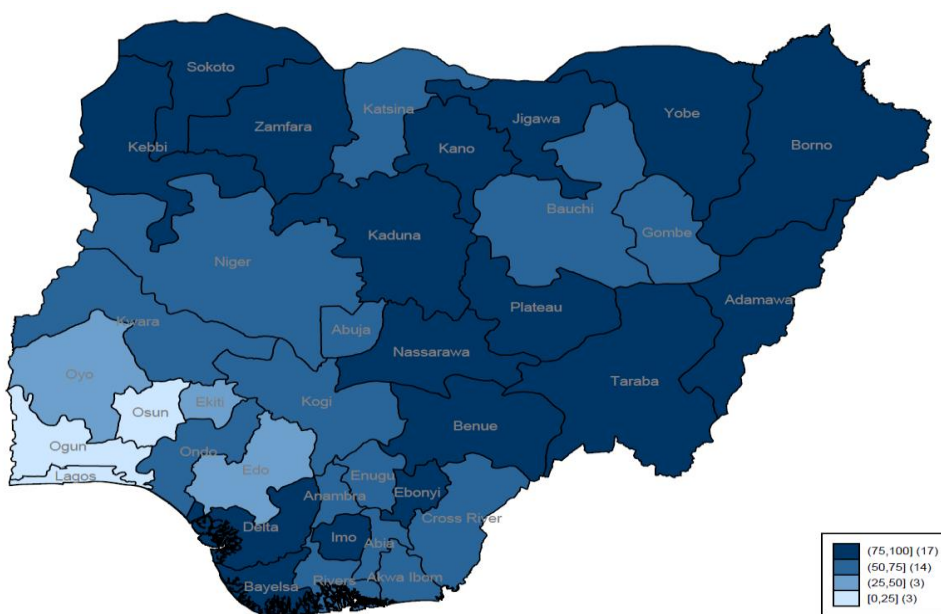 Sokoto
Katsina
Zamfara
Kebbi
Kano
Jigawa
Yobe
Borno
Bauchi
Gombe
Kaduna
Niger
Adamawa
Plateau
Abuja
Kwara
Nassarawa
Taraba
Oyo
Ekiti
Osun
Kogi
Benue
Ogun
Ondo
Edo
Enugu
Lagos
Anambra
Ebonyi
Cross River
Delta
Imo
Abia
Bayelsa
Rivers
Akwa Ibom
(75,100] (17)
(50,75] (14)
(25,50] (3)
[0,25] (3)